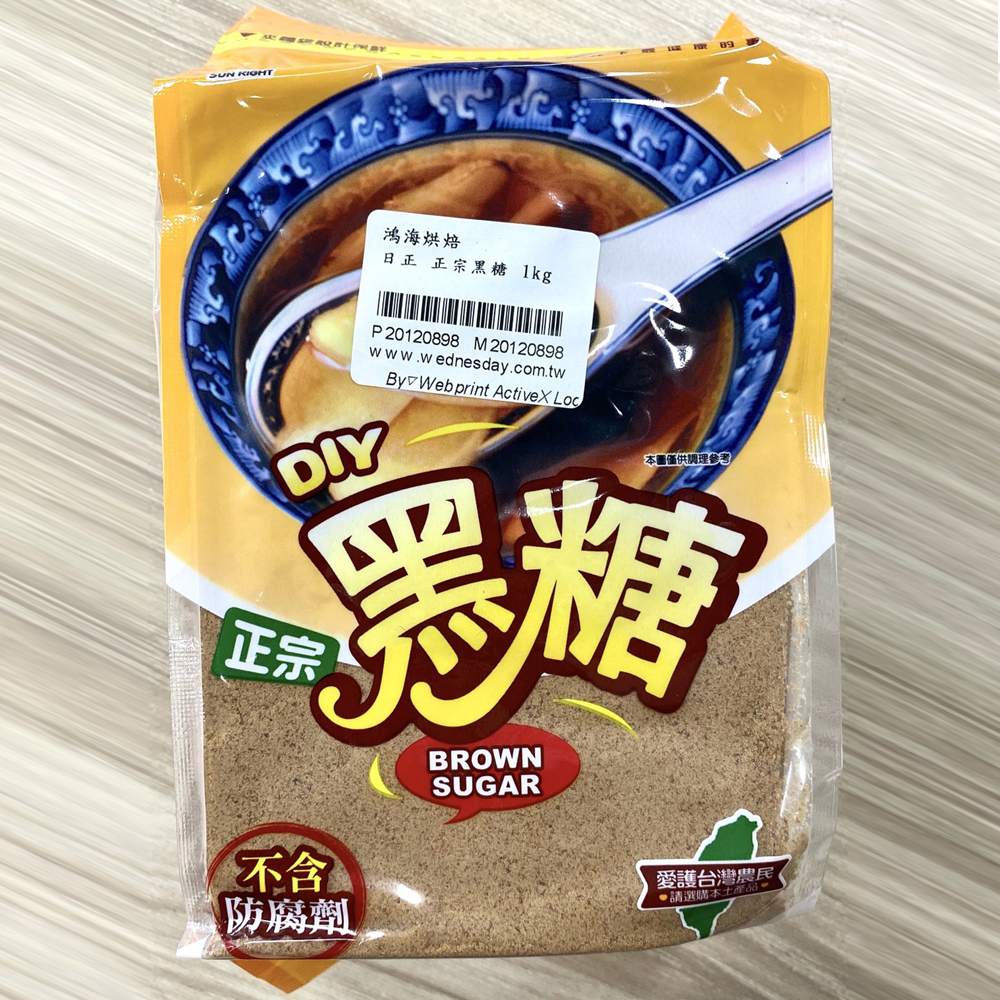 SUN RIGHT
鴻海烘焙
日正 正宗黑糖 1kg
P20120898 M20120898
www.wednesday.com.tw
By▽Webprint ActiveX Loc
本圖僅供調理參考
DIY
黑糖
正宗
BROWN
SUGAR
不含
防腐劑
愛護台灣農民
請選購本土產品